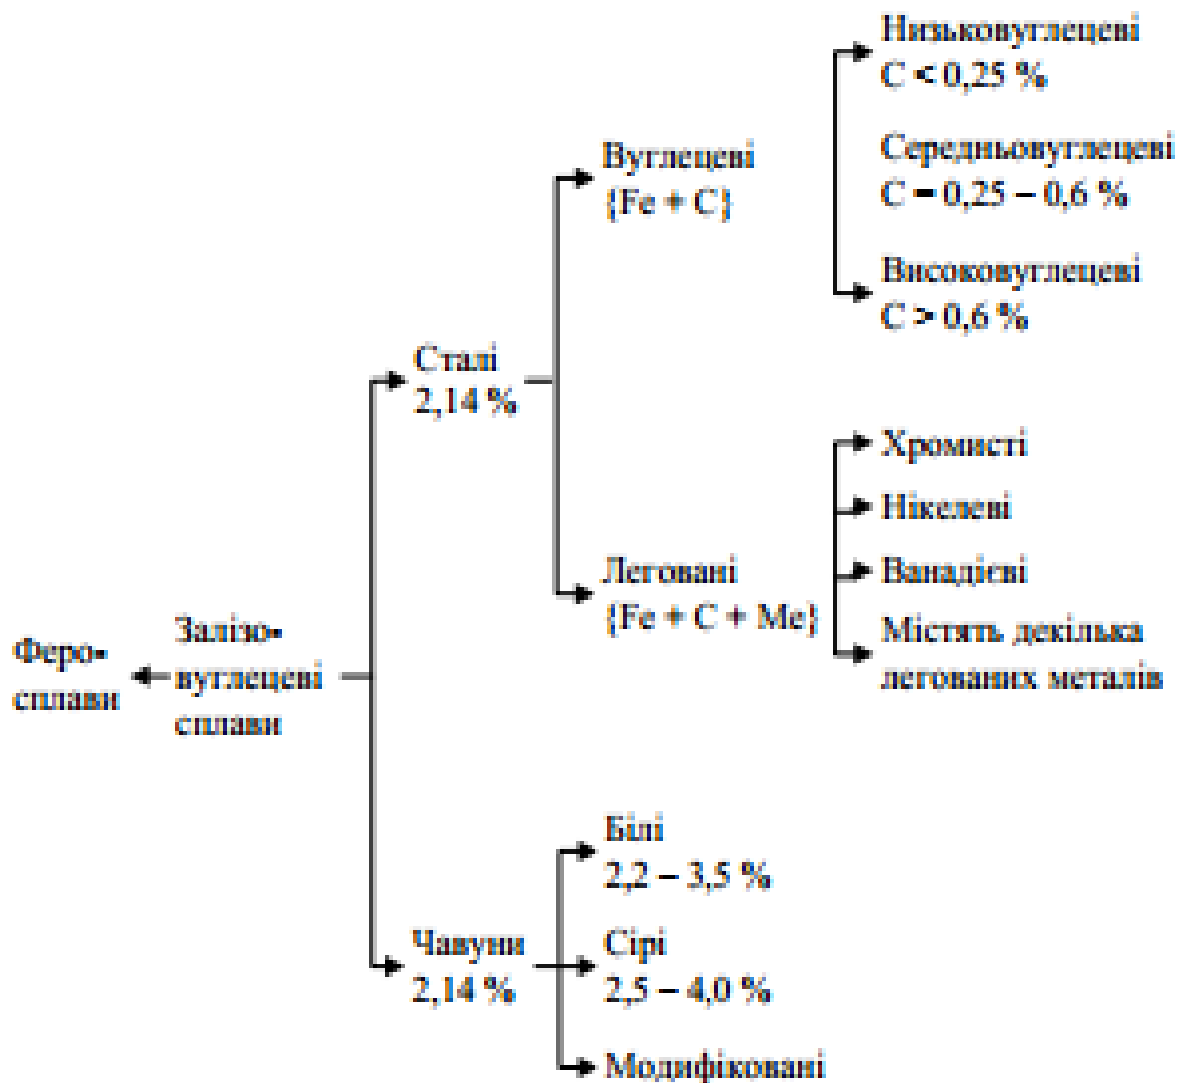 Низьковуглецеві
C < 0,25 %
Середньовуглецеві
C = 0,25 – 0,6 %
Високовуглецеві
C > 0,6 %
Вуглецеві
{Fe + C}
Сталі
2,14 %
Хромисті
Нікелеві
Ванадієві
Містять декілька
легованих металів
Леговані
{Fe + C + Me}
Феро-
сплави
Залізо-
вуглецеві
сплави
Білі
2,2 – 3,5 %
Чавуни
2,14 %
Сірі
2,5 – 4,0 %
Модифіковані